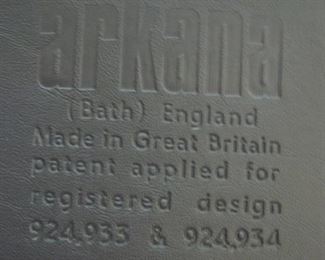 arkana
(Bath) England
Made in Great Britain
patent applied for
registered design
924,933 & 924,934